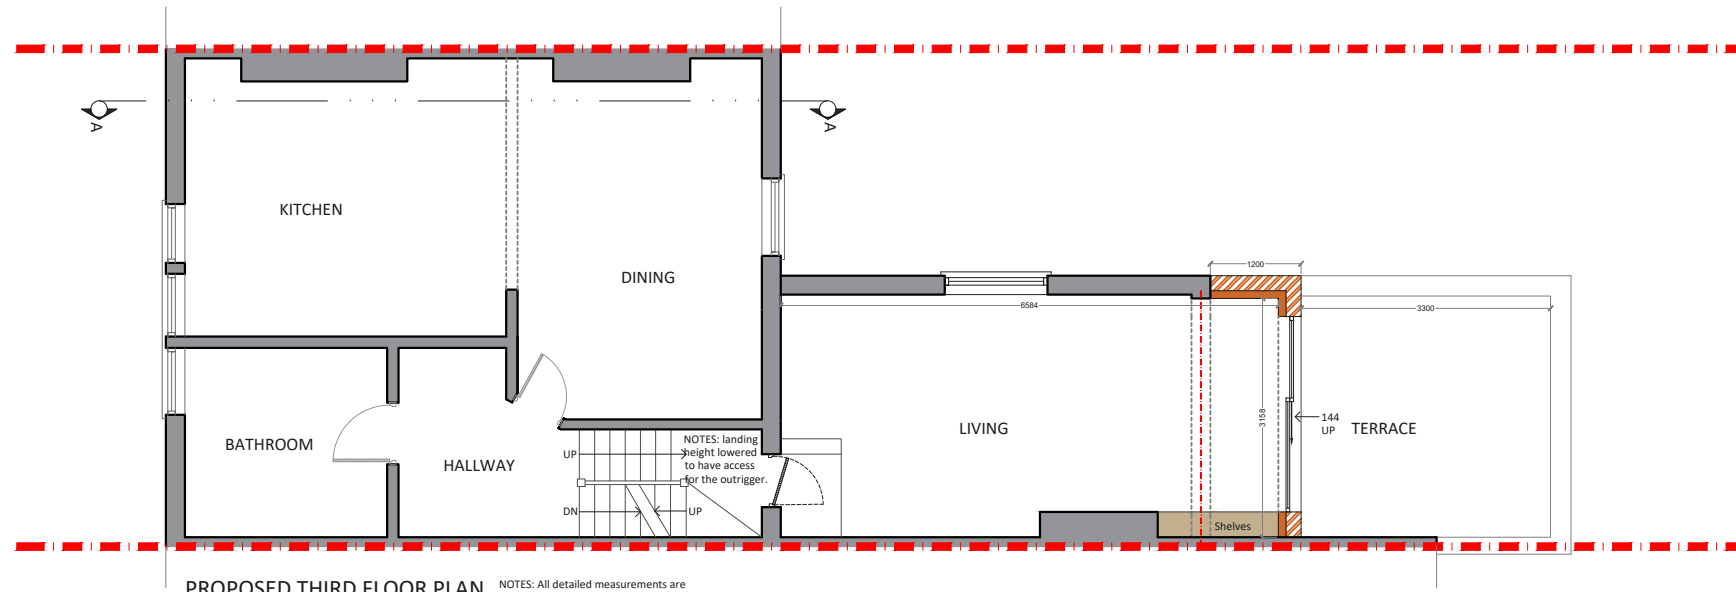 A
A
KITCHEN
DINING
1200
6584
3300
3158
144
UP
TERRACE
LIVING
BATHROOM
HALLWAY
UP
NOTES: landing
height lowered
to have access
for the outrigger.
DN
UP
Shelves
PROPOSED THIRD FLOOR PLAN
NOTES: All detailed measurements are